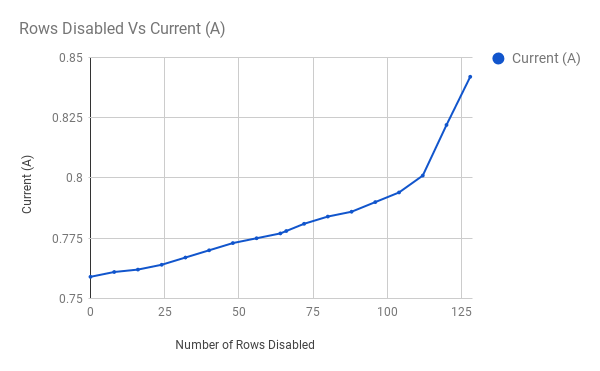 Rows Disabled Vs Current (A)
Current (A)
0.85
0.825
0.8
0.775
0.75
Current (A)
0 25 50 75 100 125
Number of Rows Disabled